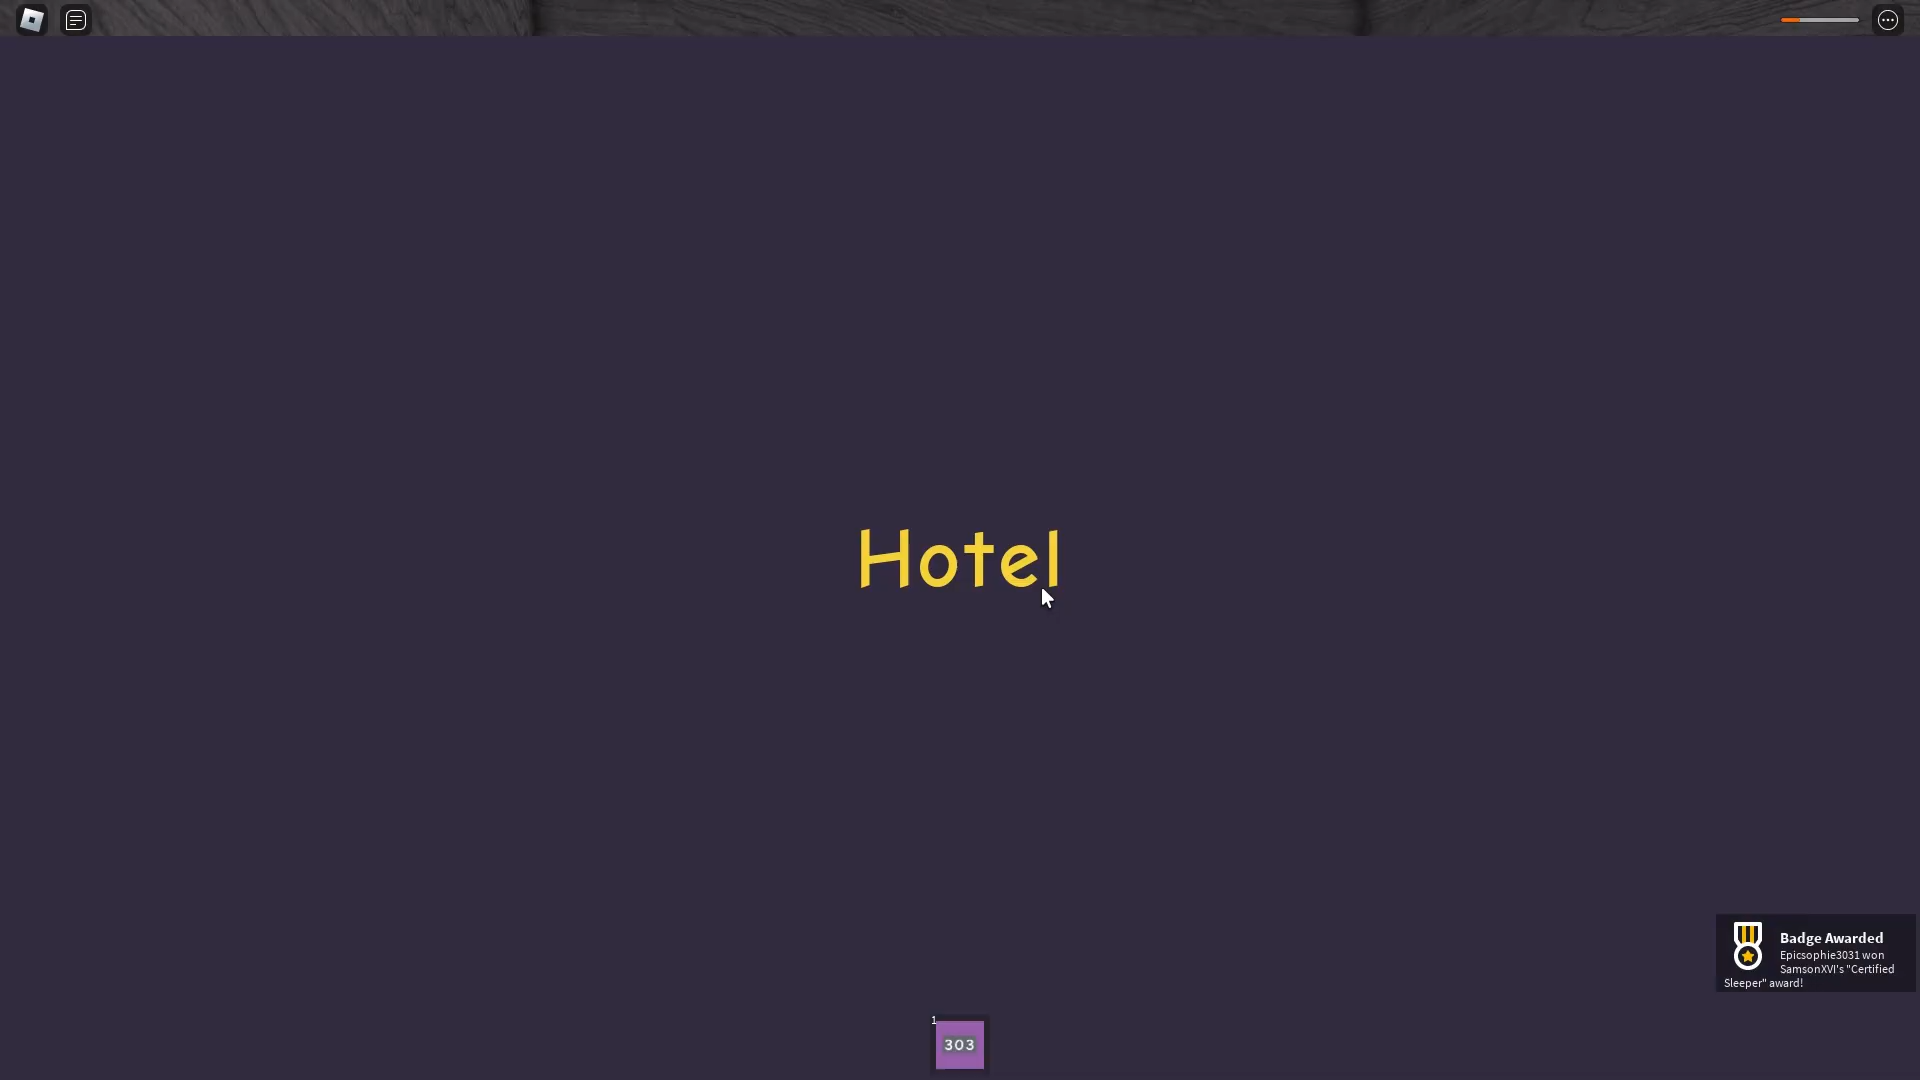 Hotel
Badge Awarded
Epicsophie3031 won
SamsonXVI's "Certified
Sleeper" award!
1
303